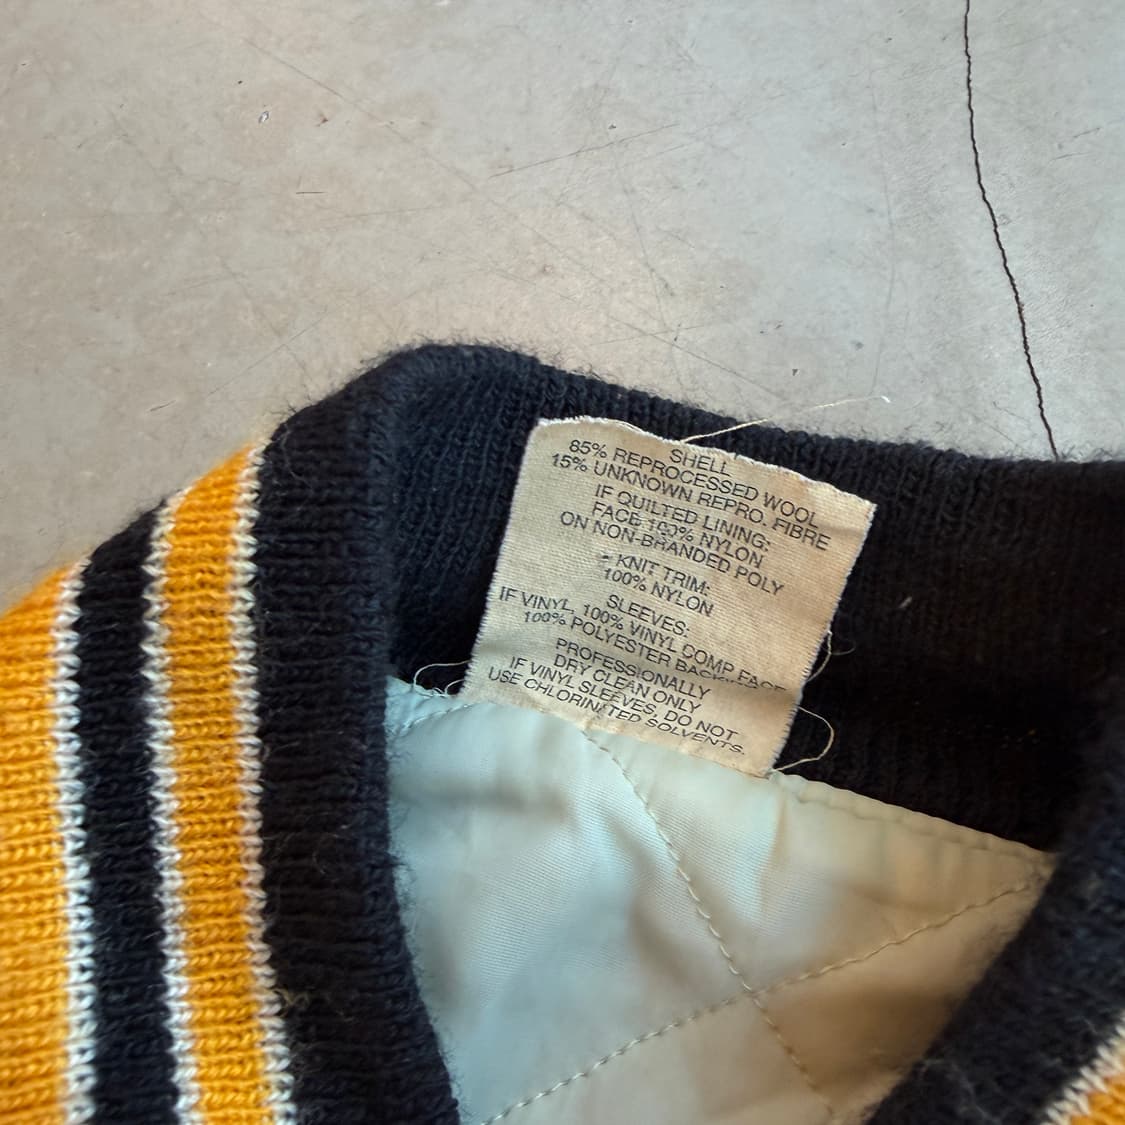 SHELL
85% REPROCESSED WOOL
15% UNKNOWN REPRO. FIBRE
IF QUILTED LINING:
FACE 100% NYLON
ON NON-BRANDED POLY
KNIT TRIM:
100% NYLON
SLEEVES:
IF VINYL, 100% VINYL COMP. FACE
100% POLYESTER BACKING
PROFESSIONALLY
DRY CLEAN ONLY
IF VINYL SLEEVES, DO NOT
USE CHLORINATED SOLVENTS.